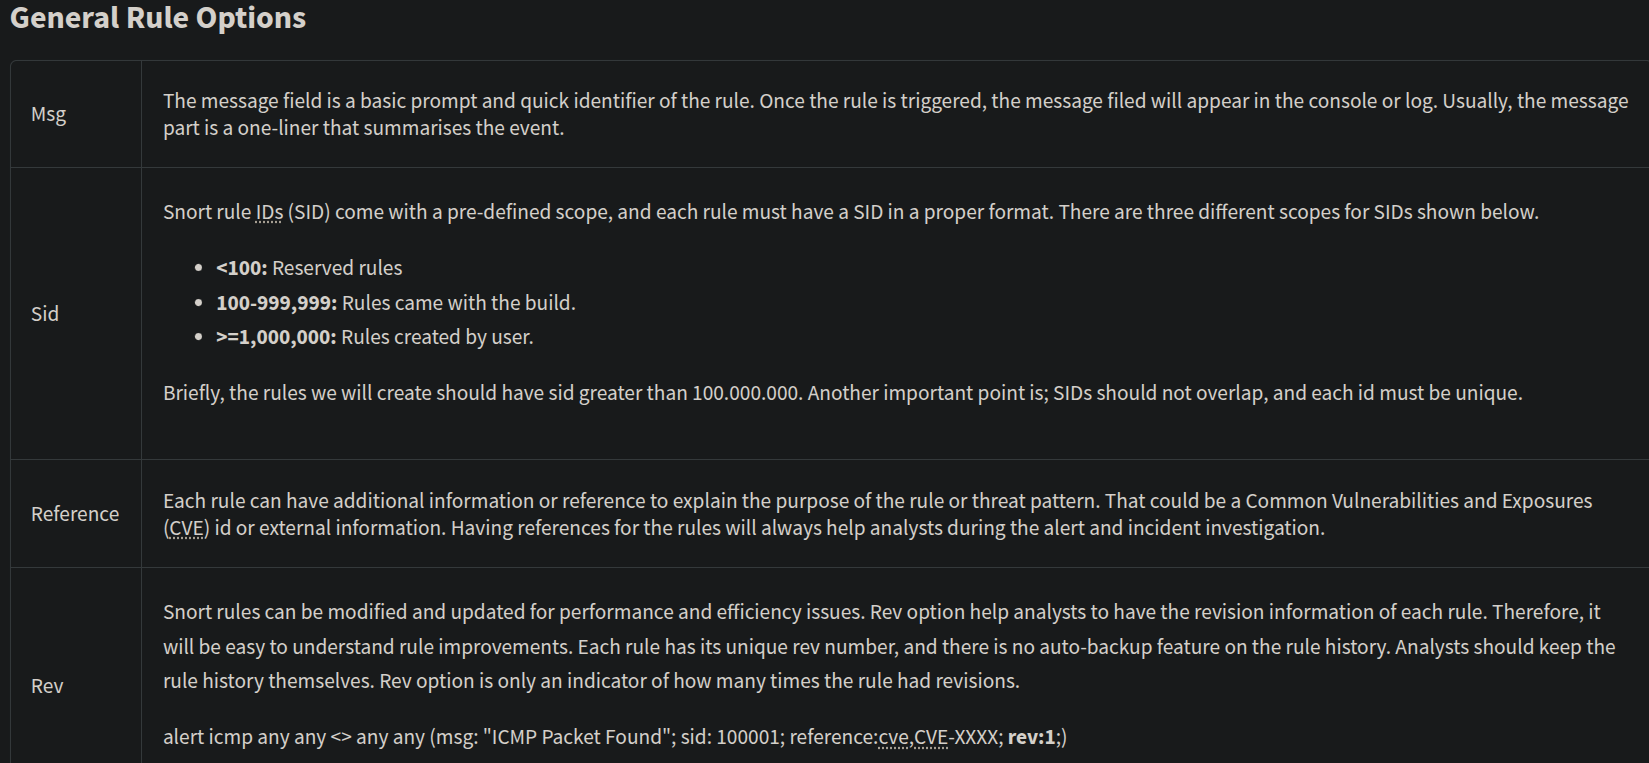 General Rule Options
Msg
The message field is a basic prompt and quick identifier of the rule. Once the rule is triggered, the message filed will appear in the console or log. Usually, the message
part is a one-liner that summarises the event.
Sid
Snort rule IDs (SID) come with a pre-defined scope, and each rule must have a SID in a proper format. There are three different scopes for SIDs shown below.
• <100: Reserved rules
• 100-999,999: Rules came with the build.
• >=1,000,000: Rules created by user.
Briefly, the rules we will create should have sid greater than 100.000.000. Another important point is; SIDs should not overlap, and each id must be unique.
Reference
Each rule can have additional information or reference to explain the purpose of the rule or threat pattern. That could be a Common Vulnerabilities and Exposures
(CVE) id or external information. Having references for the rules will always help analysts during the alert and incident investigation.
Rev
Snort rules can be modified and updated for performance and efficiency issues. Rev option help analysts to have the revision information of each rule. Therefore, it
will be easy to understand rule improvements. Each rule has its unique rev number, and there is no auto-backup feature on the rule history. Analysts should keep the
rule history themselves. Rev option is only an indicator of how many times the rule had revisions.
alert icmp any any <> any any (msg: "ICMP Packet Found"; sid: 100001; reference:cve,CVE-XXXX; rev:1;)